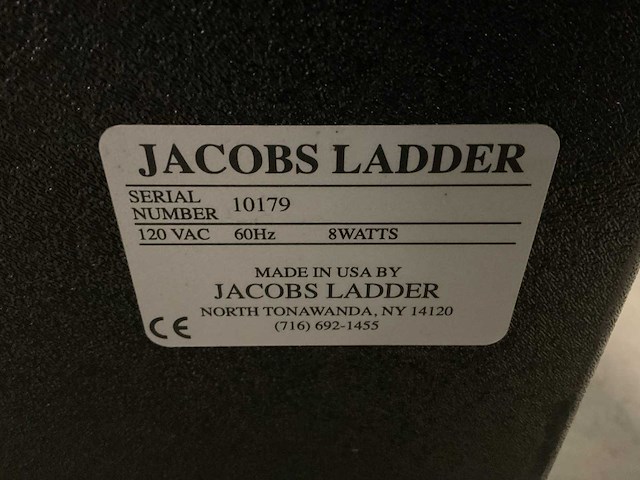 JACOBS LADDER
SERIAL
NUMBER 10179
120 VAC 60Hz 8WATTS
MADE IN USA BY
JACOBS LADDER
NORTH TONAWANDA, NY 14120
(716) 692-1455
CE